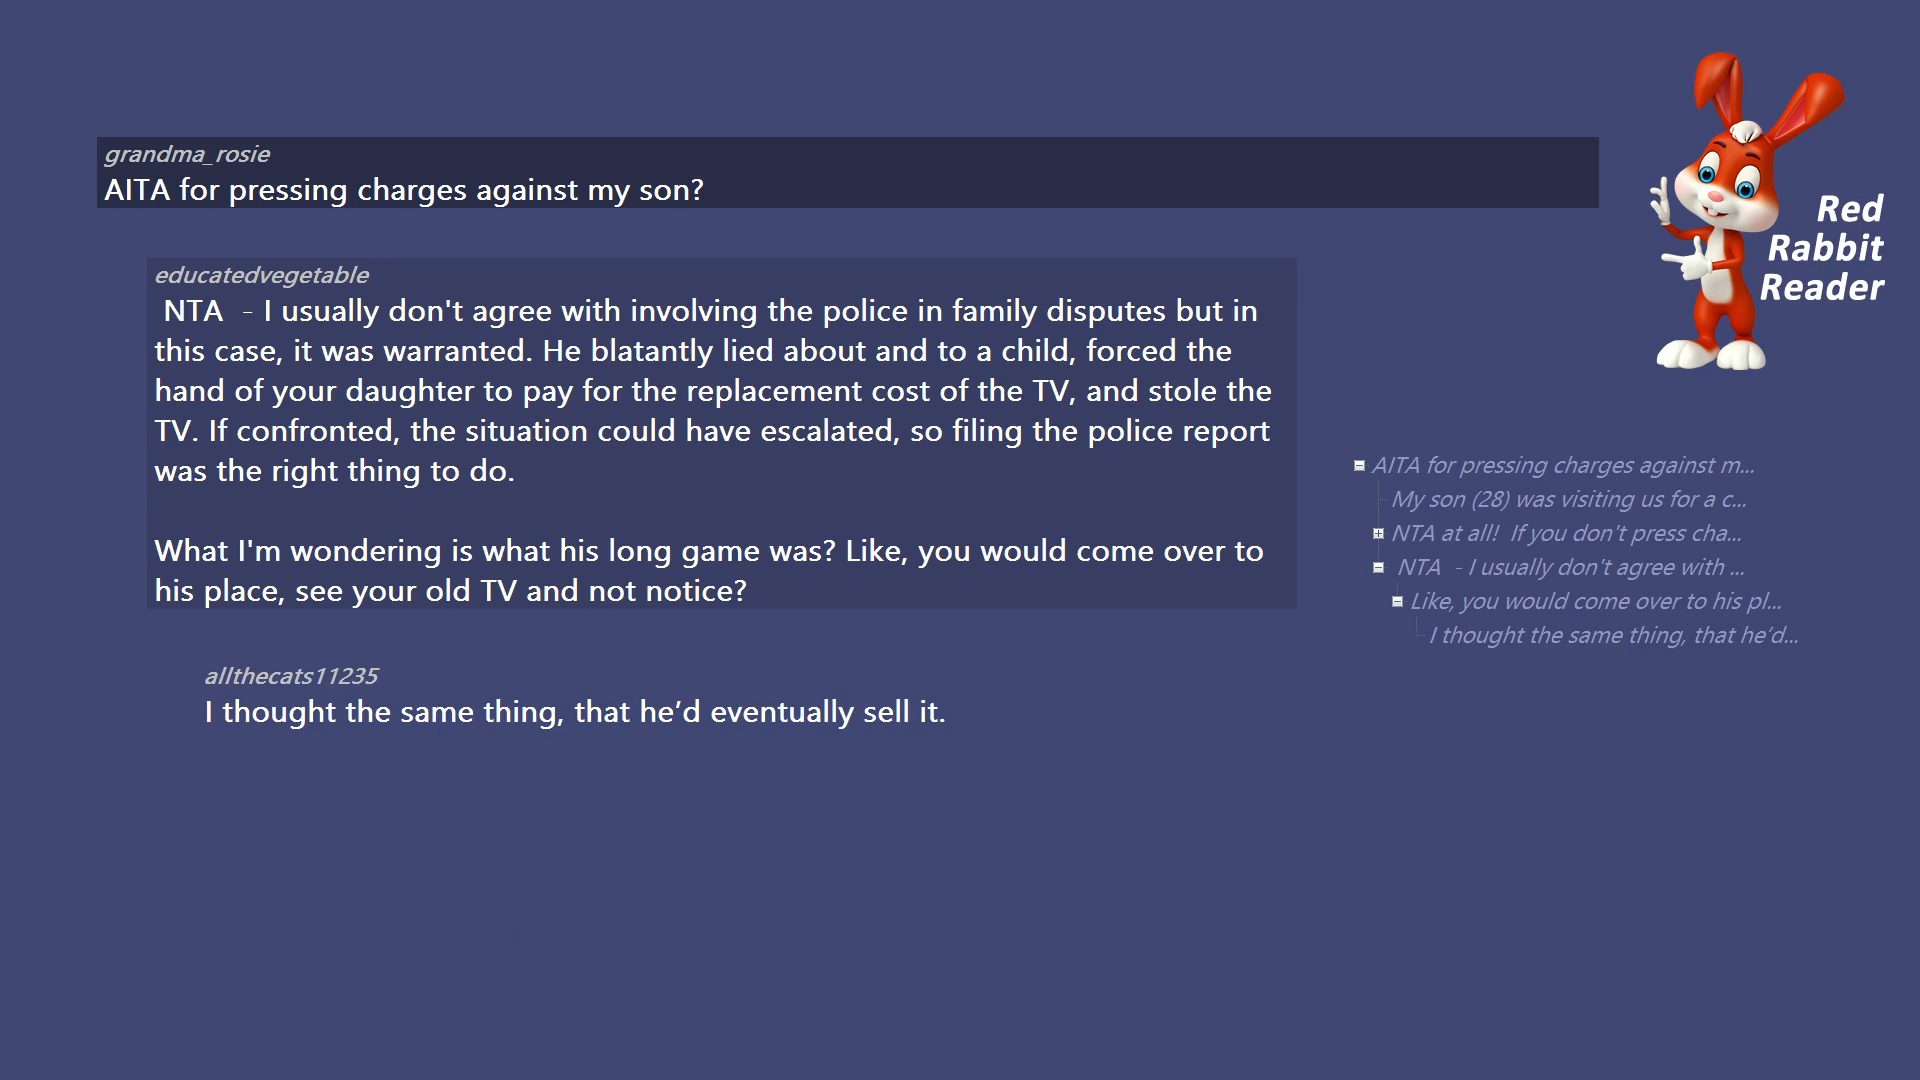 grandma_rosie
AITA for pressing charges against my son?
Red
Rabbit
Reader
educatedvegetable
NTA - I usually don't agree with involving the police in family disputes but in
this case, it was warranted. He blatantly lied about and to a child, forced the
hand of your daughter to pay for the replacement cost of the TV, and stole the
TV. If confronted, the situation could have escalated, so filing the police report
was the right thing to do.
What I'm wondering is what his long game was? Like, you would come over to
his place, see your old TV and not notice?
allthecats11235
I thought the same thing, that he’d eventually sell it.
AITA for pressing charges against m...
My son (28) was visiting us for a c...
NTA at all! If you don't press cha...
NTA - I usually don't agree with ...
Like, you would come over to his pl...
I thought the same thing, that he’d...